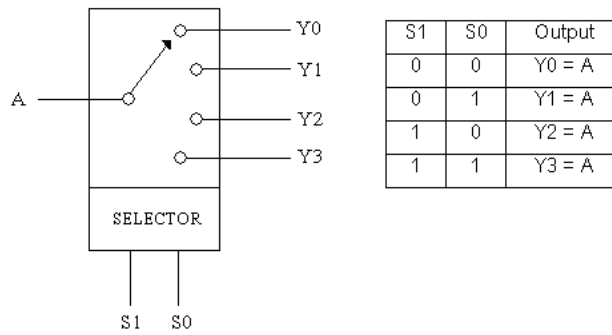 Y0
Y1
A
Y2
Y3
SELECTOR
S1 S0
S1 S0 Output
0 0 Y0 = A
0 1 Y1 = A
1 0 Y2 = A
1 1 Y3 = A